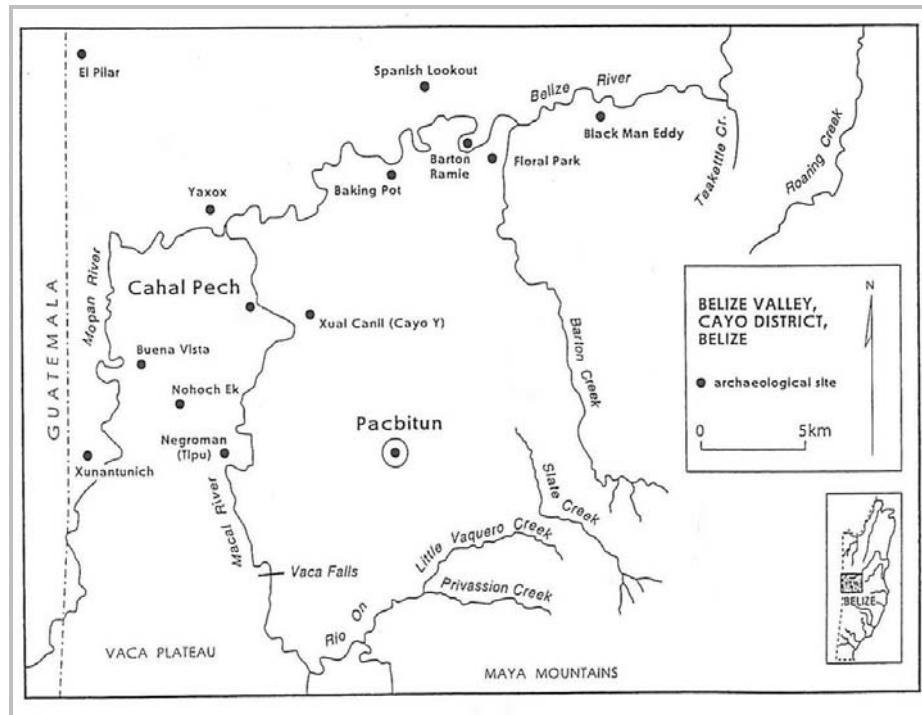 El Pilar
Spanish Lookout
Belize River
Black Man Eddy
Teakettle Cr.
Roaring Creek
Barton
Ramie
Floral Park
Baking Pot
Yaxox
GUATEMALA
Mopan River
Cahal Pech
Xual Canil (Cayo Y)
Barton Creek
Buena Vista
Nohoch Ek
Negroman
(Tipu)
Xunantunich
Pacbitun
Macal River
Slate Creek
Little Vaquero Creek
Privassion Creek
Vaca Falls
Rio On
VACA PLATEAU
MAYA MOUNTAINS
N
BELIZE VALLEY,
CAYO DISTRICT,
BELIZE
archaeological site
0 5km
BELIZE